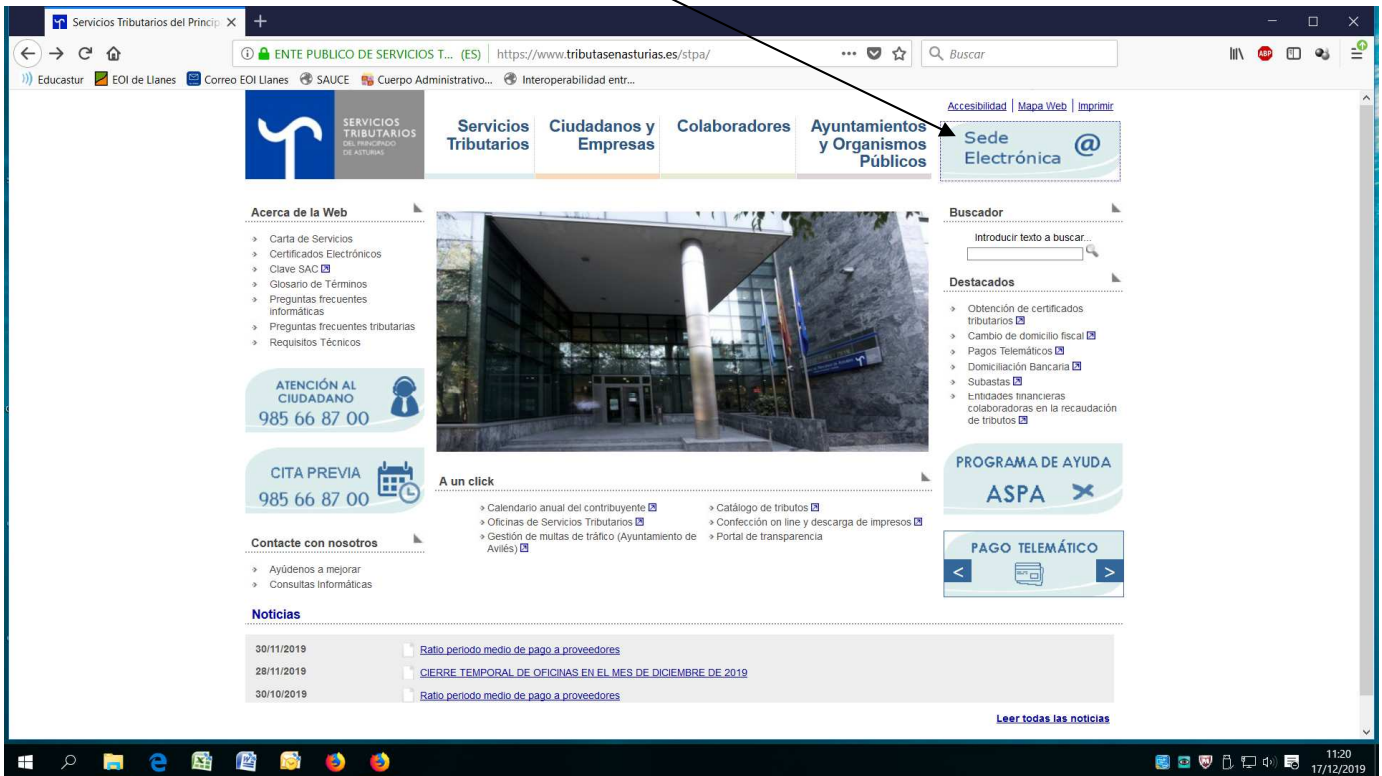 Servicios Tributarios del Princip
ENTE PUBLICO DE SERVICIOS T... (ES)
https://www.tributasenasturias.es/stpa/
Buscar
Educastur
EOI de Llanes
Correo EOI Llanes
SAUCE
Cuerpo Administrativo...
Interoperabilidad entr...
Accesibilidad | Mapa Web | Imprimir
SERVICIOS
TRIBUTARIOS
DEL PRINCIPADO
DE ASTURIAS
Servicios
Tributarios
Ciudadanos y
Empresas
Colaboradores
Ayuntamientos
y Organismos
Públicos
Sede
Electrónica
@
Acerca de la Web
Carta de Servicios
Certificados Electrónicos
Clave SAC
Glosario de Términos
Preguntas frecuentes
informáticas
Preguntas frecuentes tributarias
Requisitos Técnicos
ATENCIÓN AL
CIUDADANO
985 66 87 00
CITA PREVIA
985 66 87 00
Contacte con nosotros
Ayúdenos a mejorar
Consultas Informáticas
A un click
Calendario anual del contribuyente
Oficinas de Servicios Tributarios
Gestión de multas de tráfico (Ayuntamiento de
Avilés)
Catálogo de tributos
Confección on line y descarga de impresos
Portal de transparencia
Buscador
Introducir texto a buscar...
Destacados
Obtención de certificados
tributarios
Cambio de domicilio fiscal
Pagos Telemáticos
Domiciliación Bancaria
Subastas
Entidades financieras
colaboradoras en la recaudación
de tributos
PROGRAMA DE AYUDA
ASPA
PAGO TELEMÁTICO
< >
Noticias
30/11/2019 Ratio periodo medio de pago a proveedores
28/11/2019 CIERRE TEMPORAL DE OFICINAS EN EL MES DE DICIEMBRE DE 2019
30/10/2019 Ratio periodo medio de pago a proveedores
Leer todas las noticias
11:20
17/12/2019